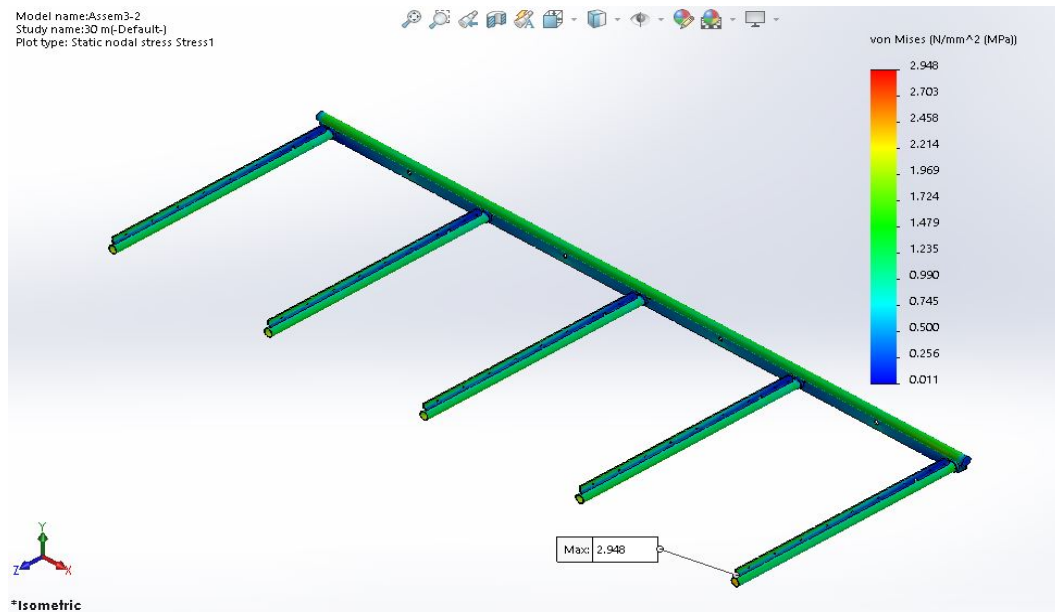 Model name:Assem3-2
Study name:30 m(-Default-)
Plot type: Static nodal stress Stress1
von Mises (N/mm^2 (MPa))
2.948
2.703
2.458
2.214
1.969
1.724
1.479
1.235
0.990
0.745
0.500
0.256
0.011
Max: 2.948
Y
Z X
*Isometric